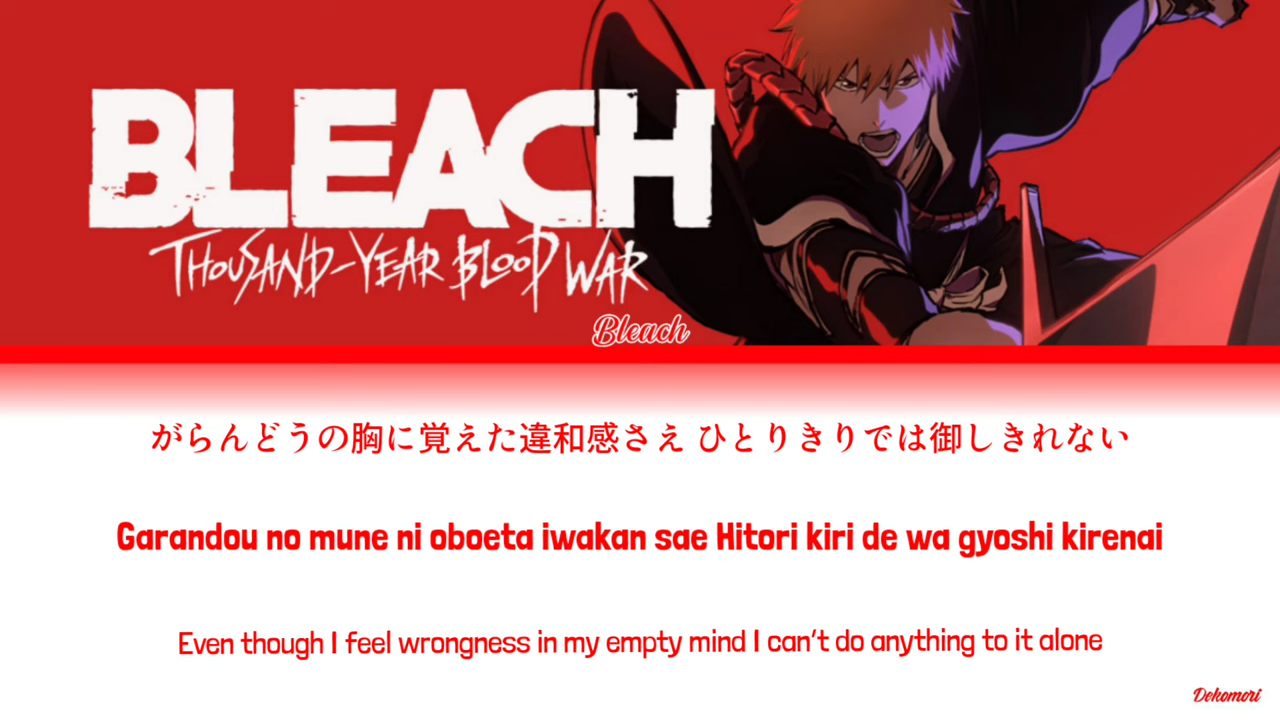 BLEACH
THOUSAND-YEAR BLOOD WAR
Bleach
がらんどうの胸に覚えた違和感さえ ひとりきりでは御しきれない
Garandou no mune ni oboeta iwakan sae Hitori kiri de wa gyoshi kirenai
Even though I feel wrongness in my empty mind I can't do anything to it alone
Dekomori